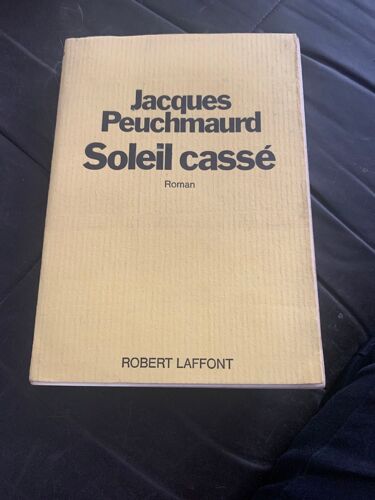 Jacques
Peuchmaurd
Soleil cassé
Roman
ROBERT LAFFONT